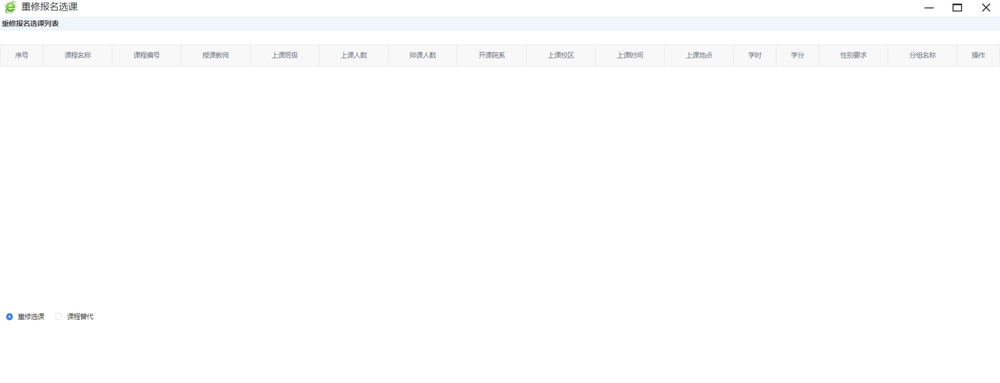 重修报名选课
重修报名选课列表
序号 课程名称 课程编号 授课教师 上课班级 上课人数 排课人数 开课院系 上课校区 上课时间 上课地点 学时 学分 性别要求 分组名称 操作
重修选课 课程替代